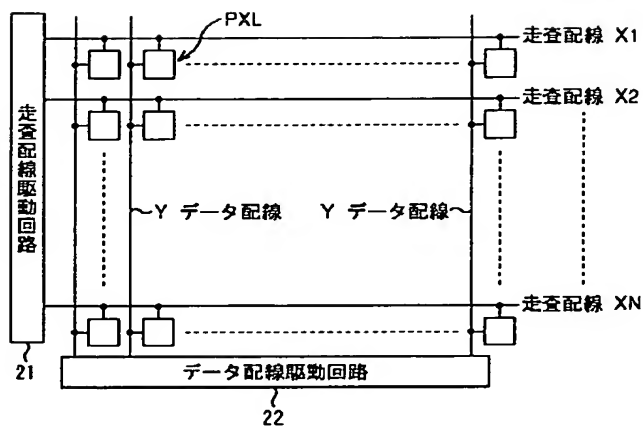 PXL
走査配線 X1
走査配線 X2
走査配線駆動回路
Y データ配線
Y データ配線
走査配線 XN
21
データ配線駆動回路
22